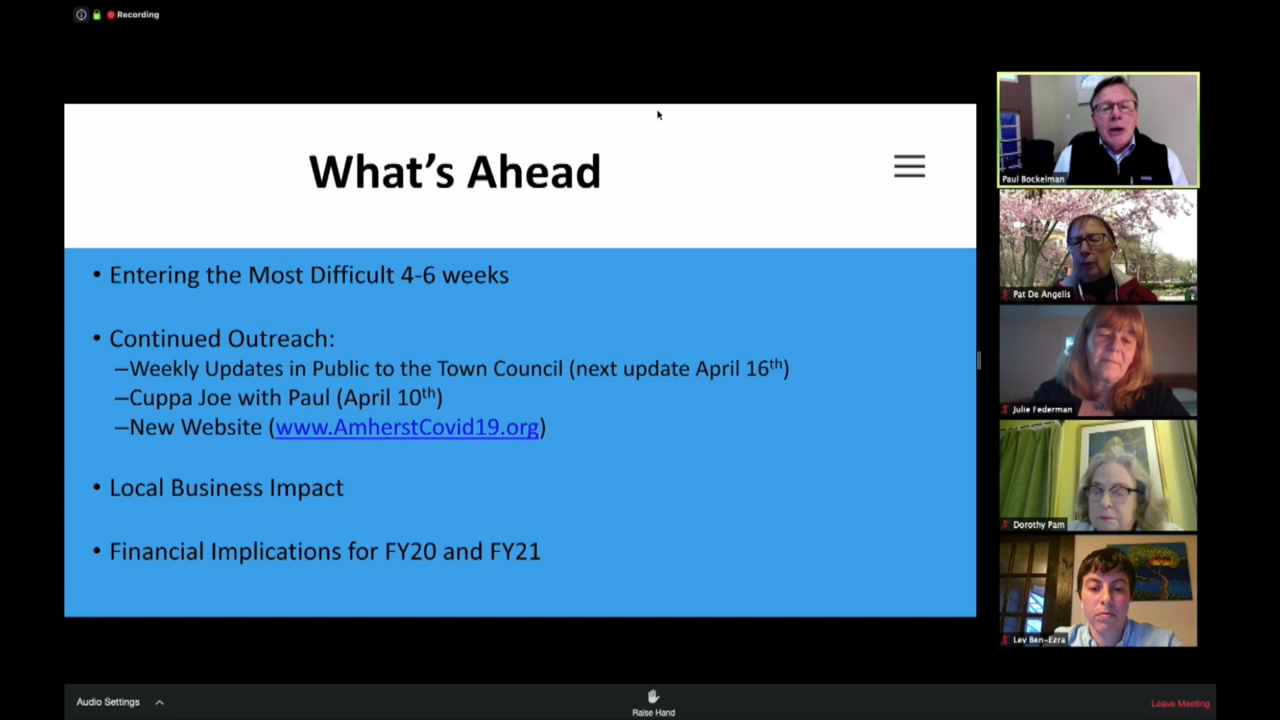 Recording
What's Ahead
• Entering the Most Difficult 4-6 weeks
• Continued Outreach:
–Weekly Updates in Public to the Town Council (next update April 16th)
–Cuppa Joe with Paul (April 10th)
–New Website (www.AmherstCovid19.org)
• Local Business Impact
• Financial Implications for FY20 and FY21
Paul Bockelman
Pat De Angelis
Julie Federman
Dorothy Pam
Lev Ben-Ezra
Audio Settings
Raise Hand
Leave Meeting